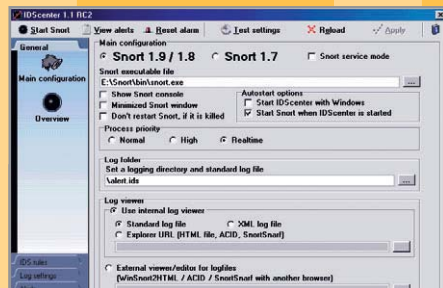 IDScenter 1.1 RC2
Start Snort View alerts Reset alarm Test settings Reload Apply
General
Main configuration
Overview
IDS rules
Log settings
Main configuration
Snort 1.9 / 1.8 Snort 1.7 Snort service mode
Snort executable file
E:\Snort\bin\snort.exe ...
Show Snort console
Minimized Snort window
Don't restart Snort, if it is killed
Autostart options
Start IDScenter with Windows
Start Snort when IDScenter is started
Process priority
Normal High Realtime
Log folder
Set a logging directory and standard log file
\alert.ids ...
Log viewer
Use internal log viewer
Standard log file XML log file
Explorer URL (HTML file, ACID, SnortSnarf)
External viewer/editor for logfiles
(WinSnort2HTML / ACID / SnortSnarf with another browser)